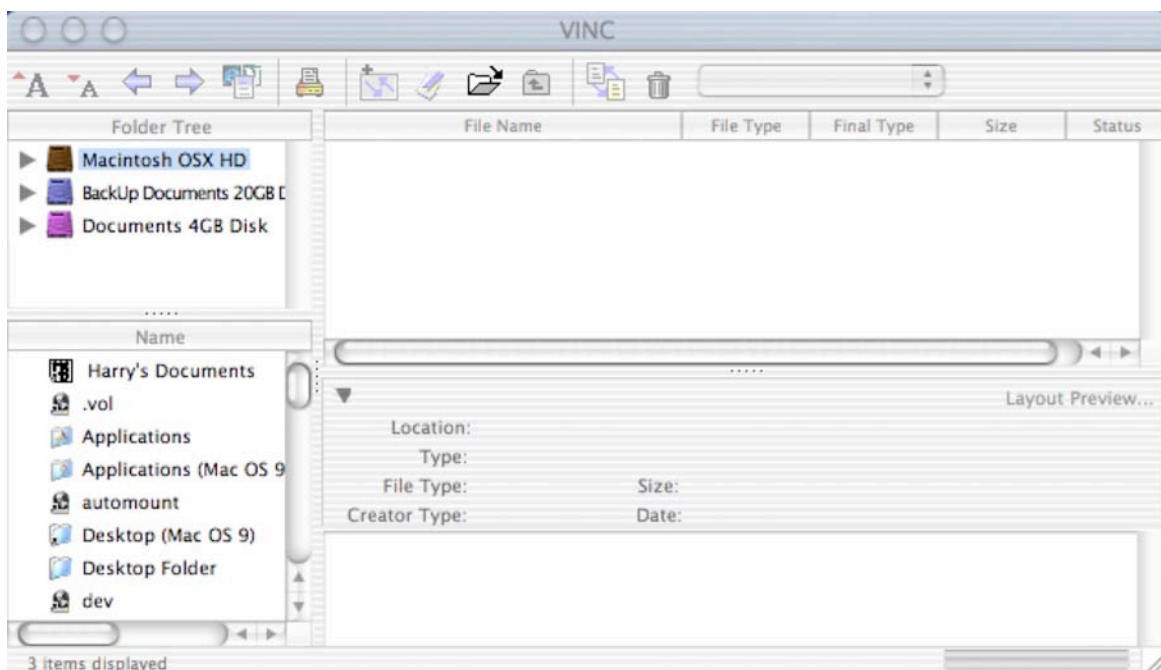 VINC
A A
Folder Tree
File Name File Type Final Type Size Status
Macintosh OSX HD
BackUp Documents 20GB
Documents 4GB Disk
Name
Harry's Documents
.vol
Applications
Applications (Mac OS 9
automount
Desktop (Mac OS 9)
Desktop Folder
dev
Layout Preview...
Location:
Type:
File Type: Size:
Creator Type: Date:
3 items displayed